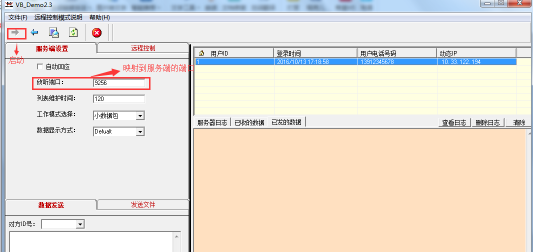 VB_Demo2.3
文件(F) 远程控制模式说明 帮助(H)
启动
服务端设置 远程控制
自动回应
映射到服务端的端口
侦听端口: 9256
列表维护时间: 120
工作模式选择: 小数据包
数据显示方式: Default
用户ID 登录时间 用户电话号码 动态IP
1 2016/10/13 17:18:58 13912345678 10.33.122.194
服务器日志 已收的数据 已发的数据 查看日志 删除日志 清除
数据发送 发送文件
对方ID号: